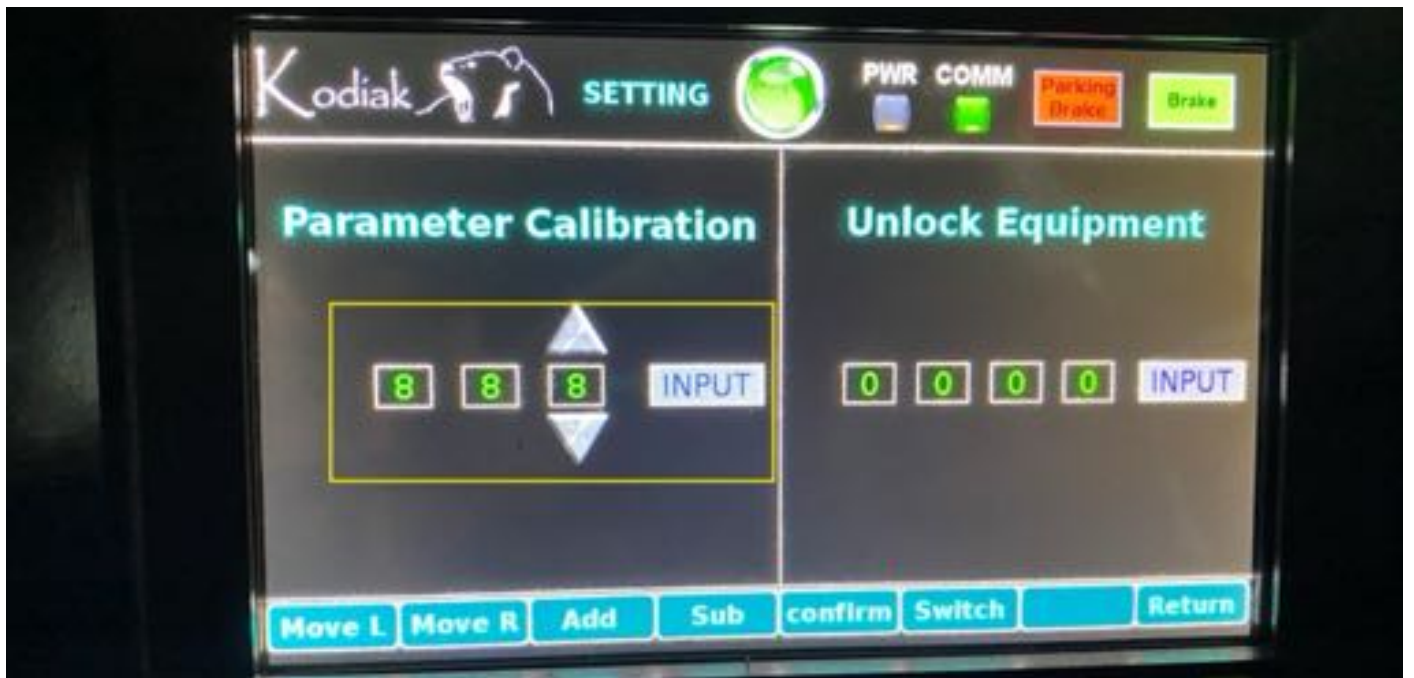 Kodiak SETTING PWR COMM Parking Brake Brake
Parameter Calibration
8 8 8 INPUT
Unlock Equipment
0 0 0 0 INPUT
Move L Move R Add Sub confirm Switch Return